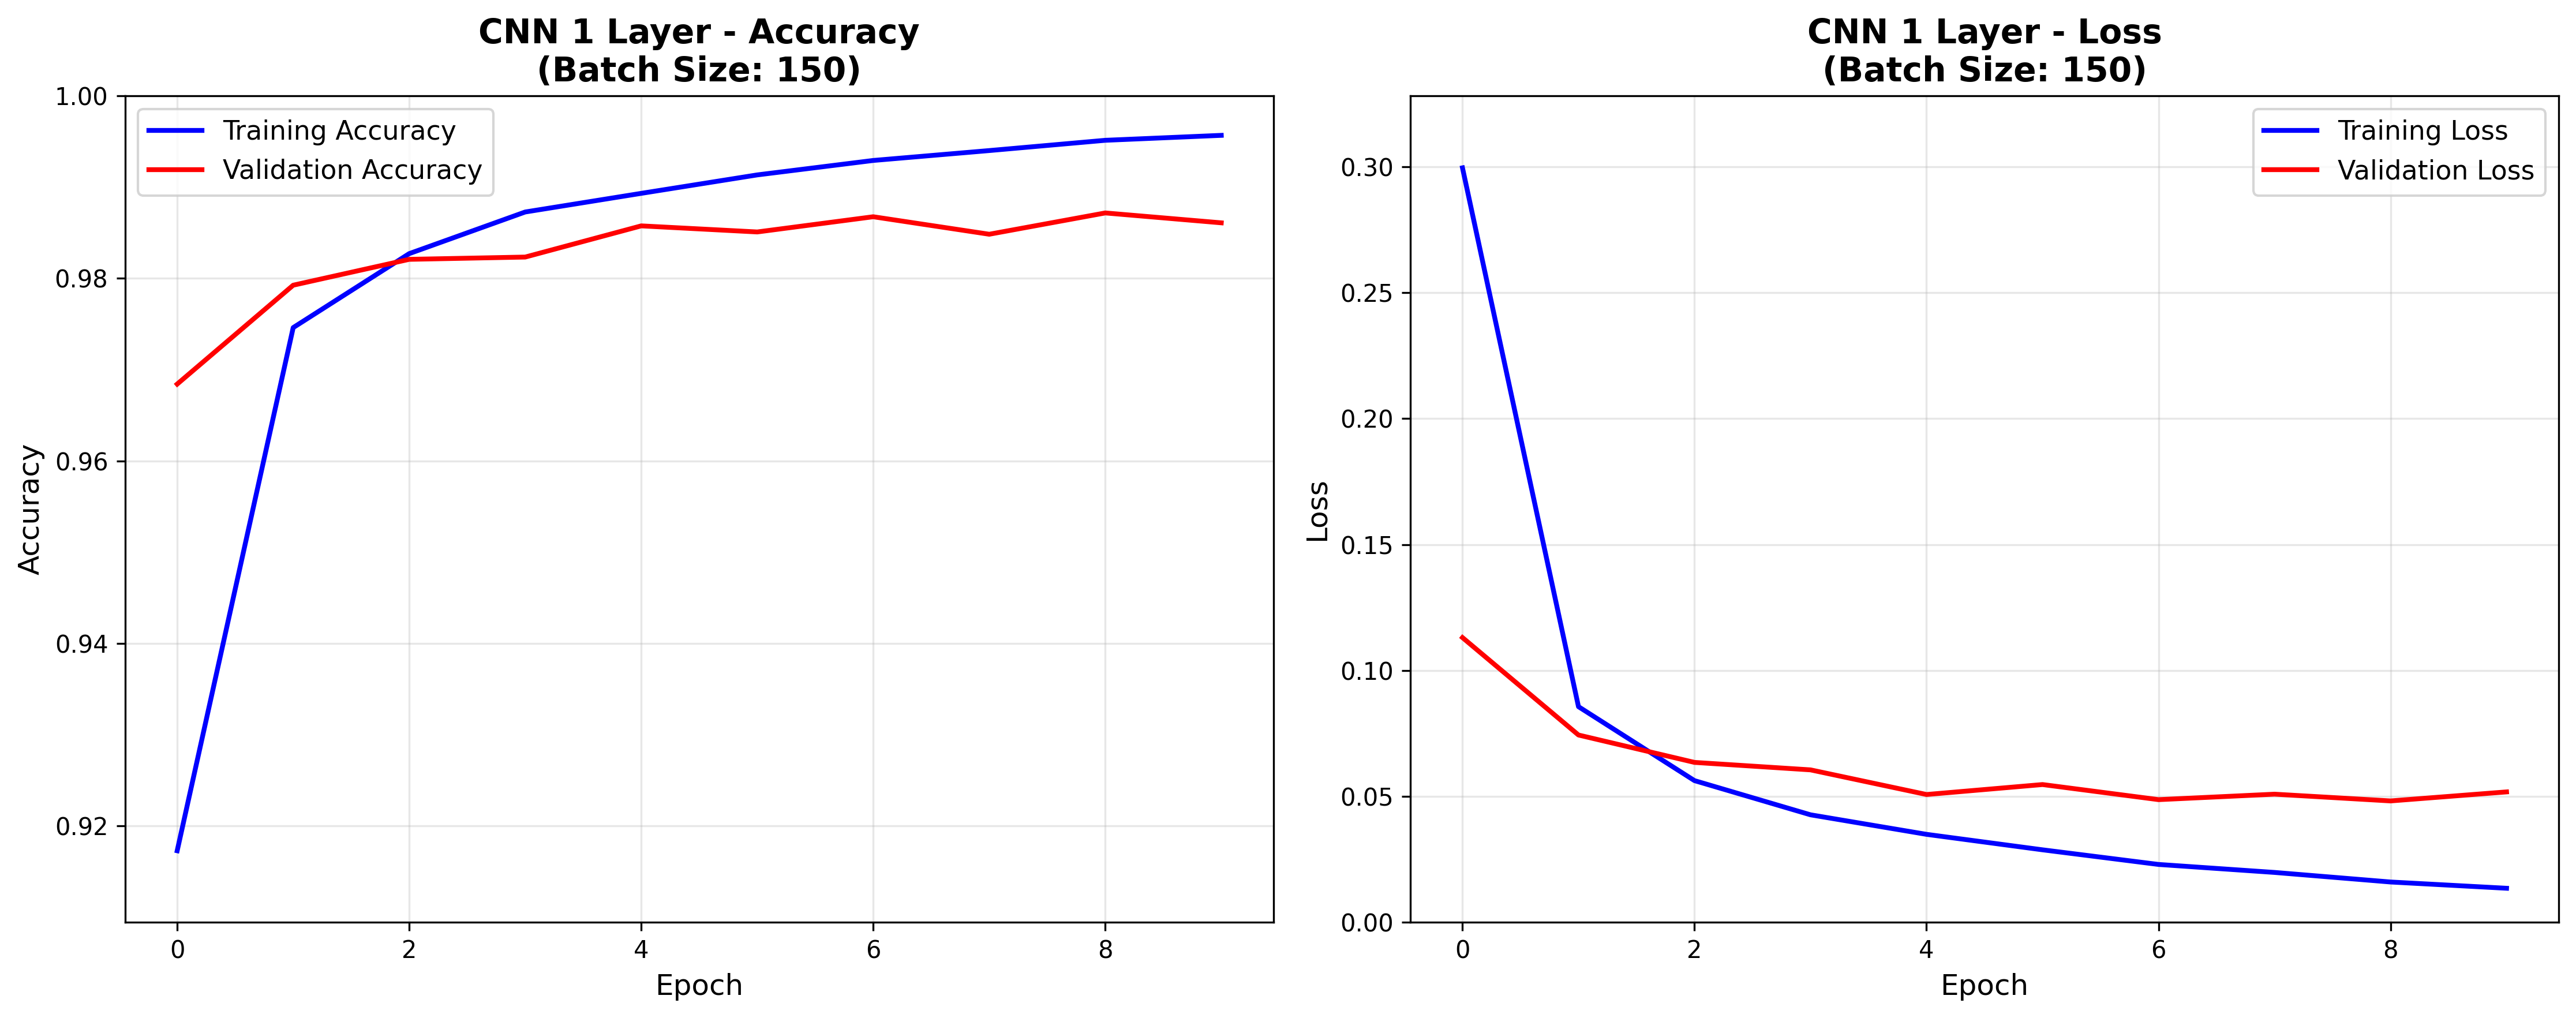 CNN 1 Layer - Accuracy
(Batch Size: 150)
Training Accuracy
Validation Accuracy
1.00
0.98
0.96
0.94
0.92
Accuracy
0 2 4 6 8
Epoch
CNN 1 Layer - Loss
(Batch Size: 150)
Training Loss
Validation Loss
0.30
0.25
0.20
0.15
0.10
0.05
0.00
Loss
0 2 4 6 8
Epoch